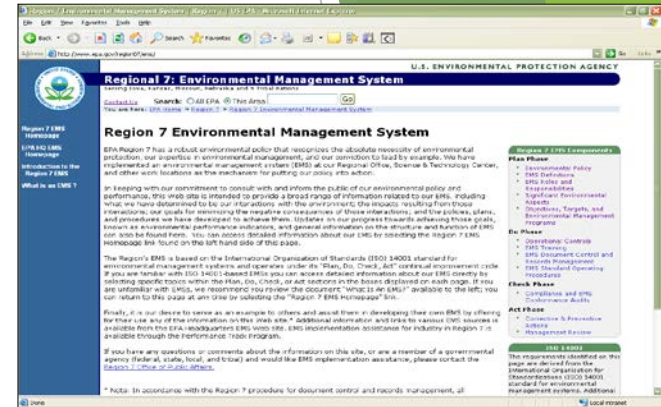 Region 7 Environmental Management System | Region 7 | US EPA - Microsoft Internet Explorer
File Edit View Favorites Tools Help
Back Search Favorites
Address http://www.epa.gov/region07/ems/ Go Links
U.S. ENVIRONMENTAL PROTECTION AGENCY
Regional 7: Environmental Management System
Serving Iowa, Kansas, Missouri, Nebraska and 9 Tribal Nations
Contact Us Search: All EPA This Area Go
You are here: EPA Home » Region 7 » Region 7 Environmental Management System
Region 7 EMS
Homepage
EPA HQ EMS
Homepage
Introduction to the
Region 7 EMS
What is an EMS ?
Region 7 Environmental Management System
EPA Region 7 has a robust environmental policy that recognizes the absolute necessity of environmental
protection, our expertise in environmental management, and our conviction to lead by example. We have
implemented an environmental management system (EMS) at our Regional Office, Science & Technology Center,
and other work locations as the mechanism for putting our policy into action.
In keeping with our commitment to consult with and inform the public of our environmental policy and
performance, this web site is intended to provide a broad range of information related to our EMS, including
what we have determined to be our interactions with the environment; the impacts resulting from those
interactions; our goals for minimizing the negative consequences of those interactions; and the policies, plans,
and procedures we have developed to achieve them. Updates on our progress towards achieving those goals,
known as environmental performance indicators, and general information on the structure and function of EMS
can also be found here. You can access detailed information about our EMS by selecting the Region 7 EMS
Homepage link found on the left hand side of this page.
The Region's EMS is based on the International Organization of Standards (ISO) 14001 standard for
environmental management systems and operates under its "Plan, Do, Check, Act" continual improvement cycle.
If you are familiar with ISO 14001-based EMSs you can access detailed information about our EMS directly by
selecting specific topics within the Plan, Do, Check, or Act sections in the boxes displayed on each page. If you
are unfamiliar with EMSs, we recommend you review the document "What is an EMS?" available to the left; you
can return to this page at any time by selecting the "Region 7 EMS Homepage" link.
Finally, it is our desire to serve as an example to others and assist them in developing their own EMS by offering
for their use any of the information on this Web site.* Additional information and links to various EMS sources is
available from the EPA Headquarters EMS Web site. EMS implementation assistance for industry in Region 7 is
available through the Performance Track Program.
If you have any questions or comments about the information on this site, or are a member of a governmental
agency (federal, state, local, and tribal) and would like EMS implementation assistance, please contact the
Region 7 Office of Public Affairs.
* Note: In accordance with the Region 7 procedure for document control and records management, all
Region 7 EMS Components
Plan Phase
Environmental Policy
EMS Definitions
EMS Roles and
Responsibilities
Significant Environmental
Aspects
Objectives, Targets, and
Environmental Management
Programs
Do Phase
Operational Controls
EMS Training
EMS Document Control and
Records Management
EMS Standard Operating
Procedures
Check Phase
Compliance and EMS
Conformance Audits
Act Phase
Corrective & Preventive
Actions
Management Review
ISO 14001
The requirements identified on this
page are derived from the
International Organization for
Standardizations (ISO) 14001
standard for environmental
management systems. Additional
Done
Local intranet